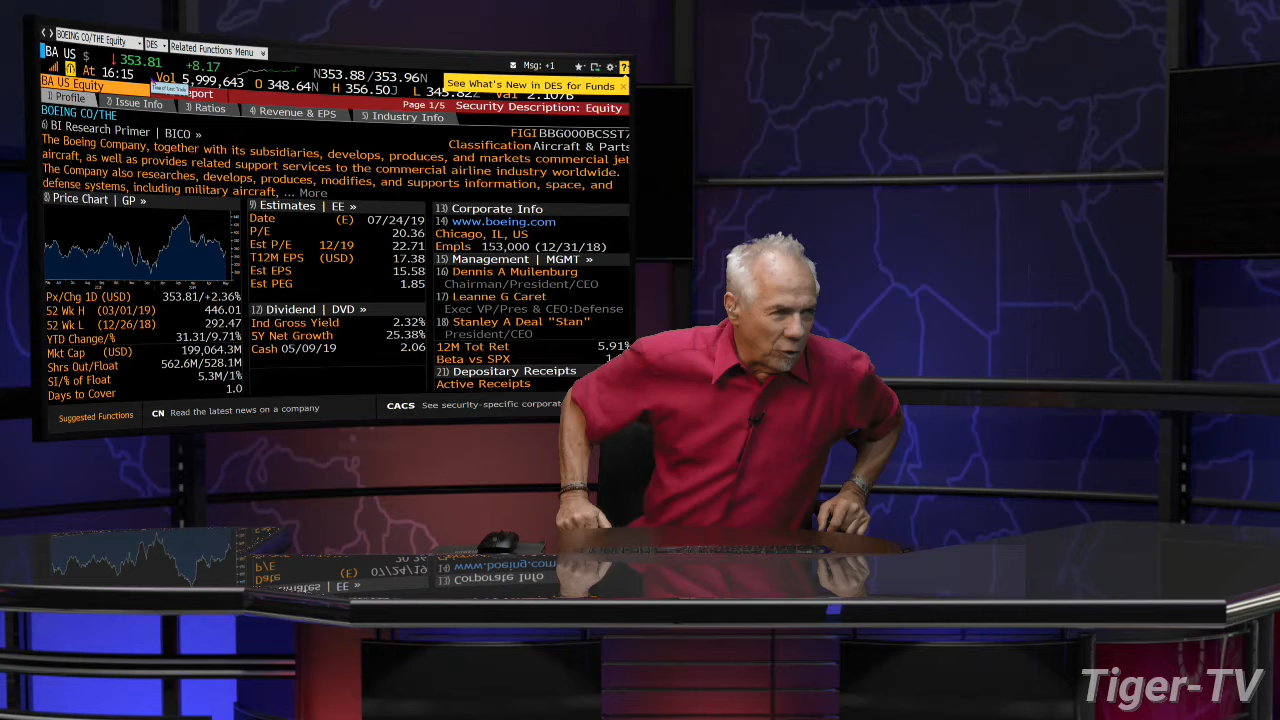 BOEING CO/THE Equity DES Related Functions Menu
BA US $ ↓353.81 +8.17 N353.88/353.96N Msg: +1
At 16:15 Vol 5,999,643 O 348.64N H 356.50J L
See What's New in DES for Funds ×
BA US Equity Page 1/5 Security Description: Equity
1) Profile 2) Issue Info 3) Ratios 4) Revenue & EPS 5) Industry Info
BOEING CO/THE FIGI BBG000BCSST7
6) BI Research Primer | BICO » Classification Aircraft & Parts
The Boeing Company, together with its subsidiaries, develops, produces, and markets commercial jet
aircraft, as well as provides related support services to the commercial airline industry worldwide.
The Company also researches, develops, produces, modifies, and supports information, space, and
defense systems, including military aircraft, ... More
8) Price Chart | GP »
Px/Chg 1D (USD) 353.81/+2.36%
52 Wk H (03/01/19) 446.01
52 Wk L (12/26/18) 292.47
YTD Change/% 31.31/9.71%
Mkt Cap (USD) 199,064.3M
Shrs Out/Float 562.6M/528.1M
SI/% of Float 5.3M/1%
Days to Cover 1.0
9) Estimates | EE »
Date (E) 07/24/19
P/E 20.36
Est P/E 12/19 22.71
T12M EPS (USD) 17.38
Est EPS 15.58
Est PEG 1.85
12) Dividend | DVD »
Ind Gross Yield 2.32%
5Y Net Growth 25.38%
Cash 05/09/19 2.06
13) Corporate Info
14) www.boeing.com
Chicago, IL, US
Empls 153,000 (12/31/18)
15) Management | MGMT »
16) Dennis A Muilenburg
Chairman/President/CEO
17) Leanne G Caret
Exec VP/Pres & CEO:Defense
18) Stanley A Deal "Stan"
President/CEO
12M Tot Ret 5.91%
Beta vs SPX
21) Depositary Receipts
Active Receipts
Suggested Functions CN Read the latest news on a company CACS See security-specific corporat
Tiger-TV